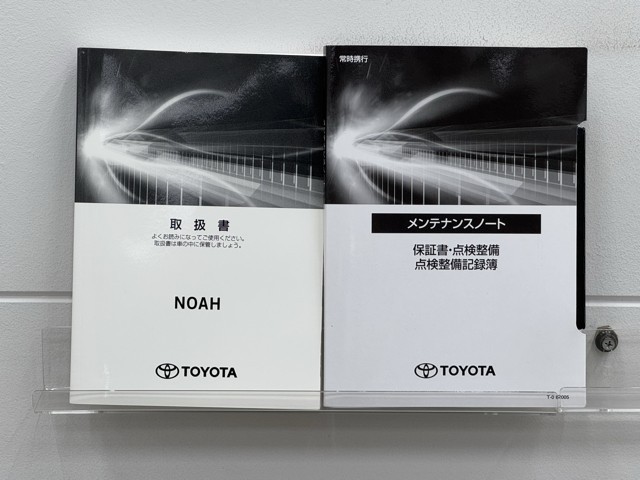 取扱書
よくお読みになってご使用ください。
取扱書は車の中に保管しましょう。
NOAH
TOYOTA
常時携行
メンテナンスノート
保証書・点検整備
点検整備記録簿
TOYOTA